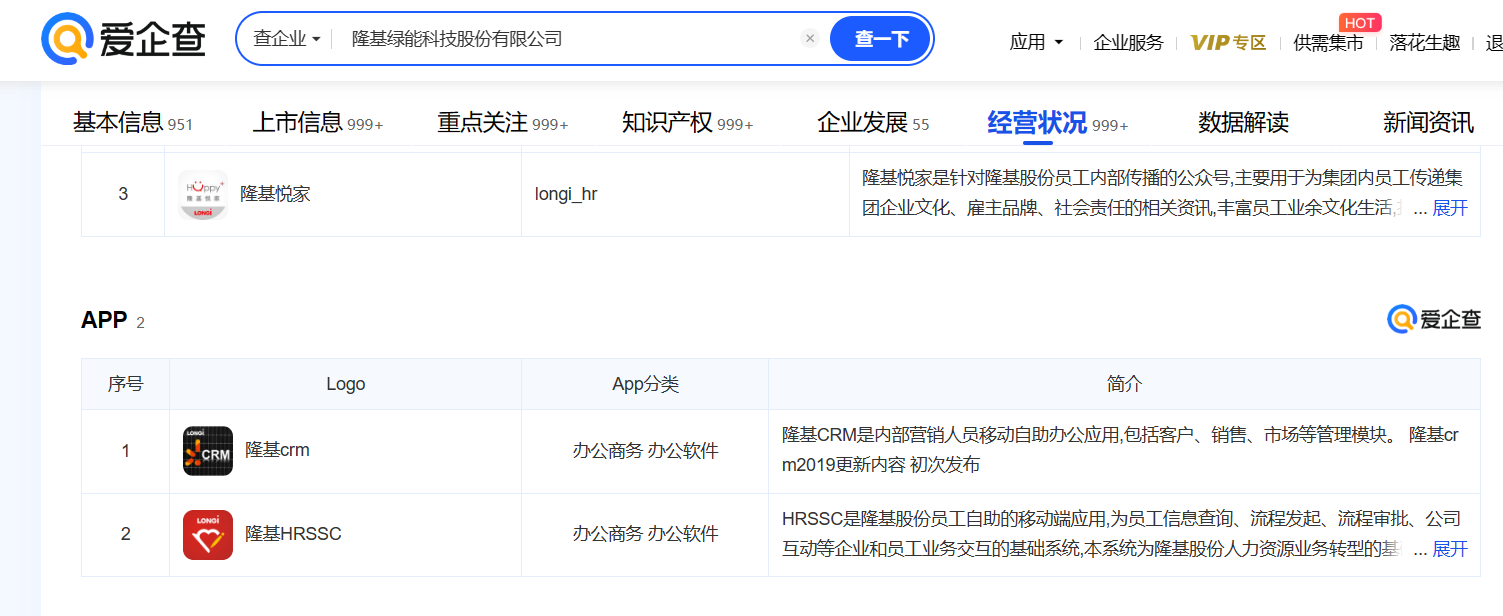 爱企查
查企业 隆基绿能科技股份有限公司 × 查一下 应用 企业服务 VIP专区 供需集市 HOT 落花生趣 退
基本信息 951 上市信息 999+ 重点关注 999+ 知识产权 999+ 企业发展 55 经营状况 999+ 数据解读 新闻资讯
3 Happy+ 隆基悦家 LONGi 隆基悦家 longi_hr 隆基悦家是针对隆基股份员工内部传播的公众号,主要用于为集团内员工传递集
团企业文化、雇主品牌、社会责任的相关资讯,丰富员工业余文化生活, ... 展开
APP 2 爱企查
序号 Logo App分类 简介
1 LONGi CRM 隆基crm 办公商务 办公软件 隆基CRM是内部营销人员移动自助办公应用,包括客户、销售、市场等管理模块。 隆基cr
m2019更新内容 初次发布
2 LONGi 隆基HRSSC 办公商务 办公软件 HRSSC是隆基股份员工自助的移动端应用,为员工信息查询、流程发起、流程审批、公司
互动等企业和员工业务交互的基础系统,本系统为隆基股份人力资源业务转型的基 ... 展开